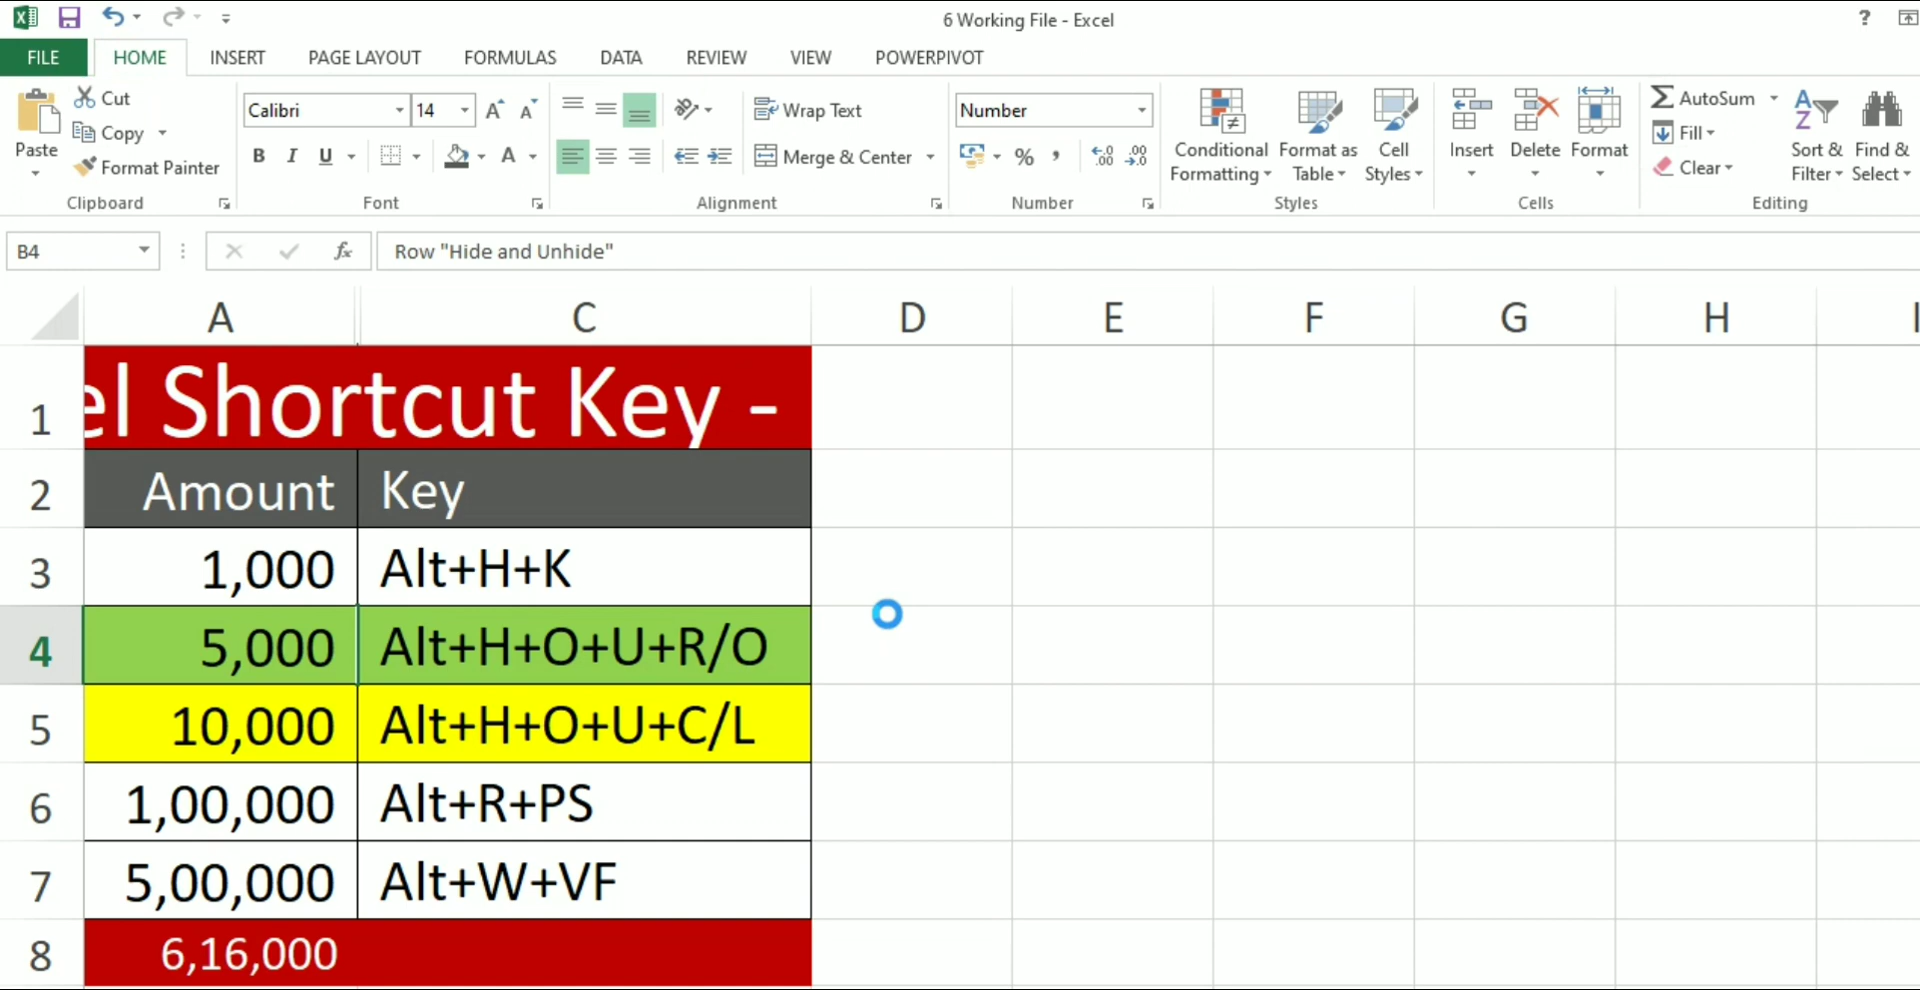 6 Working File - Excel
?
FILE HOME INSERT PAGE LAYOUT FORMULAS DATA REVIEW VIEW POWERPIVOT
Paste
Cut
Copy
Format Painter
Clipboard
Calibri 14
B I U A
Font
Wrap Text
Merge & Center
Alignment
Number
% ,
Number
Conditional Formatting
Format as Table
Cell Styles
Styles
Insert Delete Format
Cells
AutoSum
Fill
Clear
Sort & Filter
Find & Select
Editing
B4 fx Row "Hide and Unhide"
A C D E F G H I
1 el Shortcut Key -
2 Amount Key
3 1,000 Alt+H+K
4 5,000 Alt+H+O+U+R/O
5 10,000 Alt+H+O+U+C/L
6 1,00,000 Alt+R+PS
7 5,00,000 Alt+W+VF
8 6,16,000